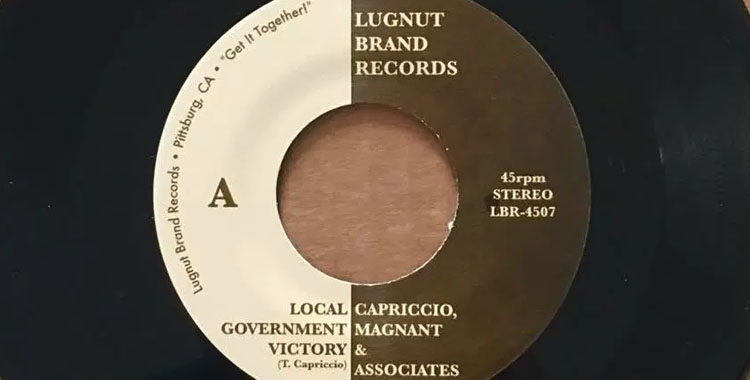 Lugnut Brand Records • Pittsburg, CA • "Get It Together!"
LUGNUT
BRAND
RECORDS
A
45rpm
STEREO
LBR-4507
LOCAL
GOVERNMENT
VICTORY
(T. Capriccio)
CAPRICCIO,
MAGNANT
&
ASSOCIATES